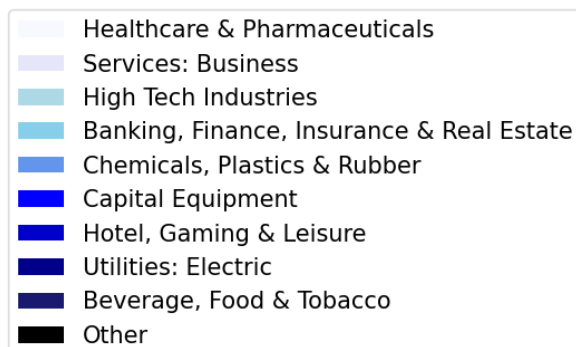 Healthcare & Pharmaceuticals
Services: Business
High Tech Industries
Banking, Finance, Insurance & Real Estate
Chemicals, Plastics & Rubber
Capital Equipment
Hotel, Gaming & Leisure
Utilities: Electric
Beverage, Food & Tobacco
Other